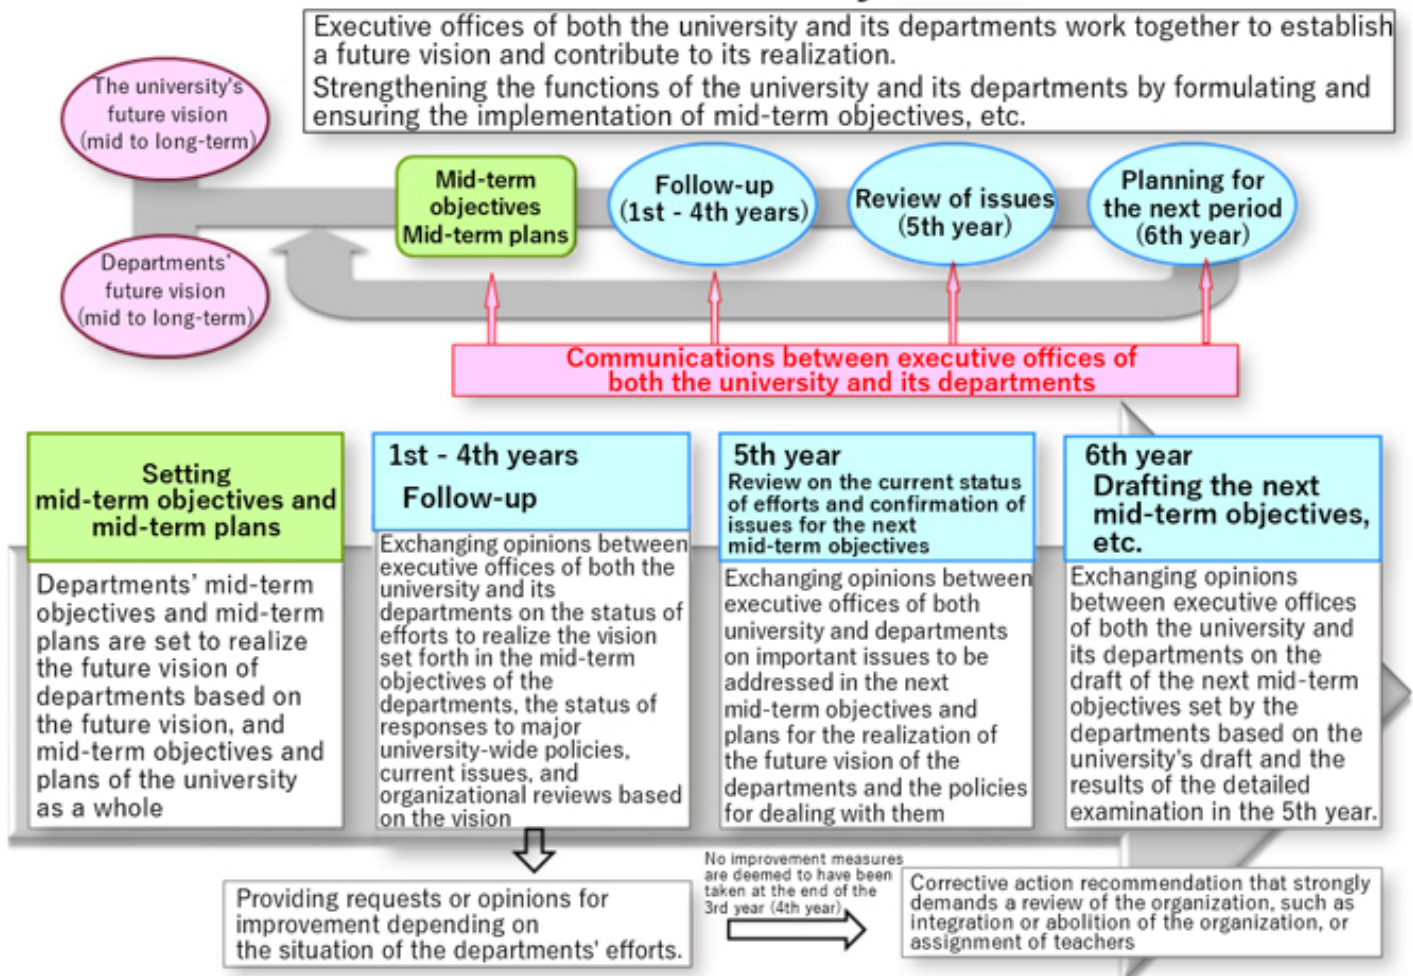 Executive offices of both the university and its departments work together to establish
a future vision and contribute to its realization.
Strengthening the functions of the university and its departments by formulating and
ensuring the implementation of mid-term objectives, etc.
The university's
future vision
(mid to long-term)
Departments'
future vision
(mid to long-term)
Mid-term
objectives
Mid-term plans
Follow-up
(1st - 4th years)
Review of issues
(5th year)
Planning for
the next period
(6th year)
Communications between executive offices of
both the university and its departments
Setting
mid-term objectives and
mid-term plans
Departments' mid-term
objectives and mid-term
plans are set to realize
the future vision of
departments based on
the future vision, and
mid-term objectives and
plans of the university
as a whole
1st - 4th years
Follow-up
Exchanging opinions between
executive offices of both the
university and its
departments on the status of
efforts to realize the vision
set forth in the mid-term
objectives of the
departments, the status of
responses to major
university-wide policies,
current issues, and
organizational reviews based
on the vision
5th year
Review on the current status
of efforts and confirmation of
issues for the next
mid-term objectives
Exchanging opinions between
executive offices of both
university and departments
on important issues to be
addressed in the next
mid-term objectives and
plans for the realization of
the future vision of the
departments and the policies
for dealing with them
6th year
Drafting the next
mid-term objectives,
etc.
Exchanging opinions
between executive offices
of both the university and
its departments on the
draft of the next mid-term
objectives set by the
departments based on the
university's draft and the
results of the detailed
examination in the 5th year.
Providing requests or opinions for
improvement depending on
the situation of the departments' efforts.
No improvement measures
are deemed to have been
taken at the end of the
3rd year (4th year)
Corrective action recommendation that strongly
demands a review of the organization, such as
integration or abolition of the organization, or
assignment of teachers